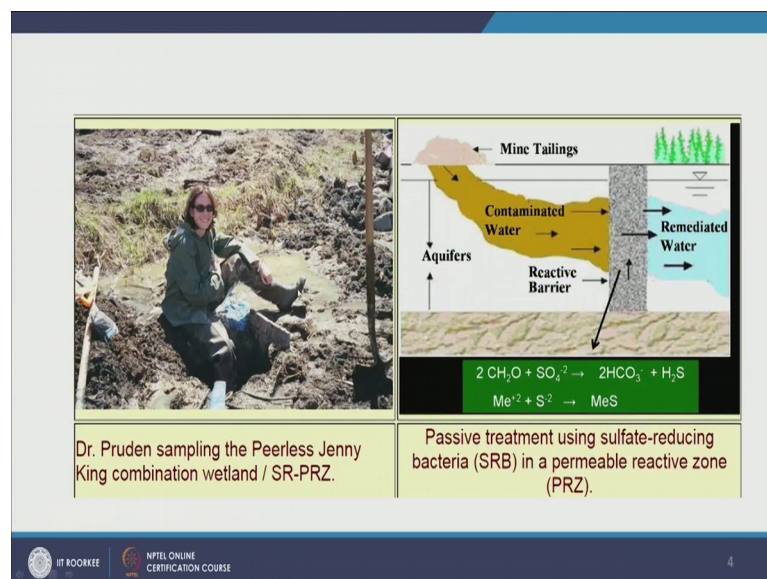 Mine Tailings
Contaminated
Water
Aquifers
Reactive
Barrier
Remediated
Water
2 CH₂O + SO₄⁻² → 2HCO₃⁻ + H₂S
Me⁺² + S⁻² → MeS
Dr. Pruden sampling the Peerless Jenny
King combination wetland / SR-PRZ.
Passive treatment using sulfate-reducing
bacteria (SRB) in a permeable reactive zone
(PRZ).
IIT ROORKEE
NPTEL ONLINE
CERTIFICATION COURSE
4